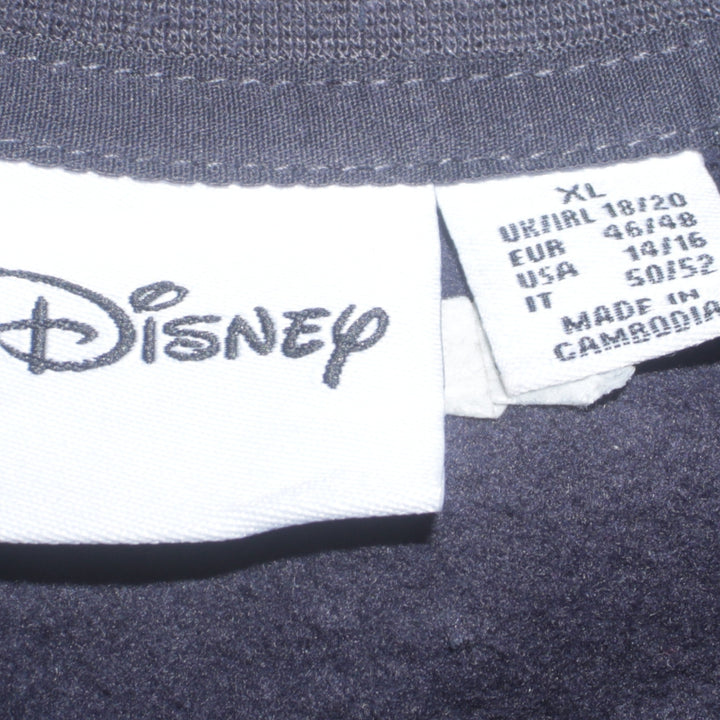 Disney
XL
UK/IRL 18/20
EUR 46/48
USA 14/16
IT 50/52
MADE IN
CAMBODIA